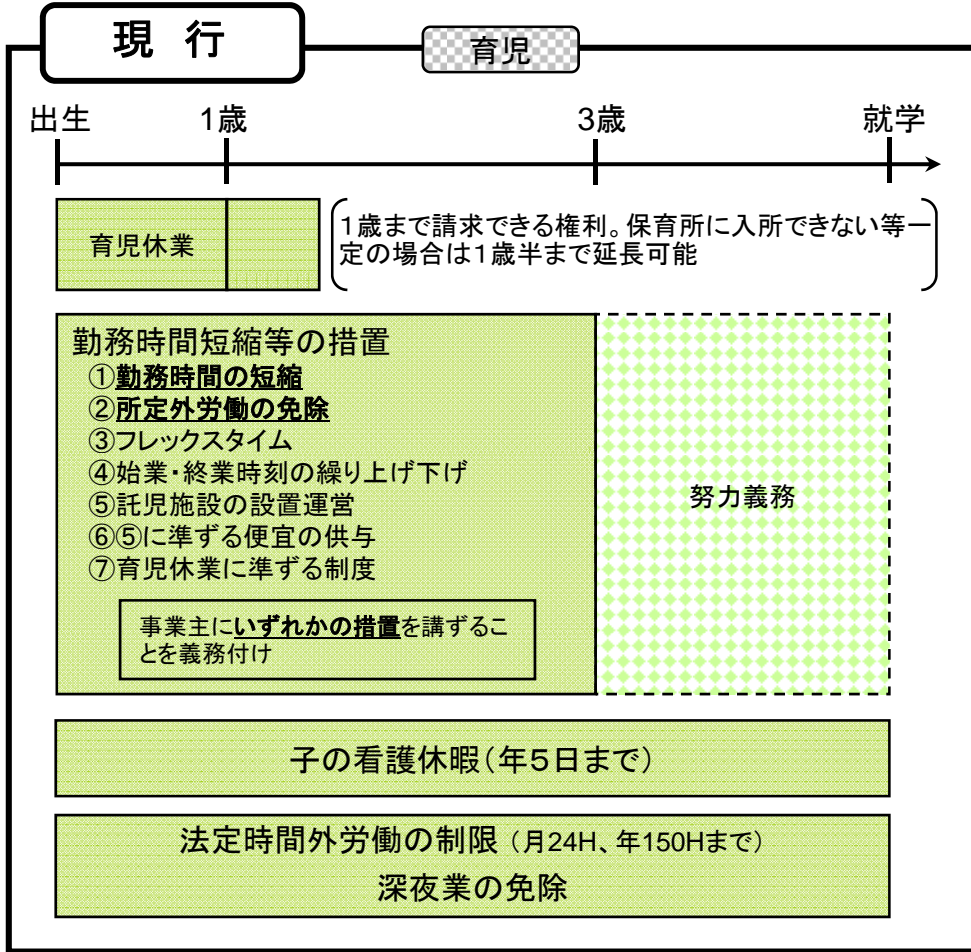 現 行
育児
出生 1歳 3歳 就学
育児休業
1歳まで請求できる権利。保育所に入所できない等一
定の場合は1歳半まで延長可能
勤務時間短縮等の措置
①勤務時間の短縮
②所定外労働の免除
③フレックスタイム
④始業・終業時刻の繰り上げ下げ
⑤託児施設の設置運営
⑥⑤に準ずる便宜の供与
⑦育児休業に準ずる制度
事業主にいずれかの措置を講ずるこ
とを義務付け
努力義務
子の看護休暇(年5日まで)
法定時間外労働の制限(月24H、年150Hまで)
深夜業の免除